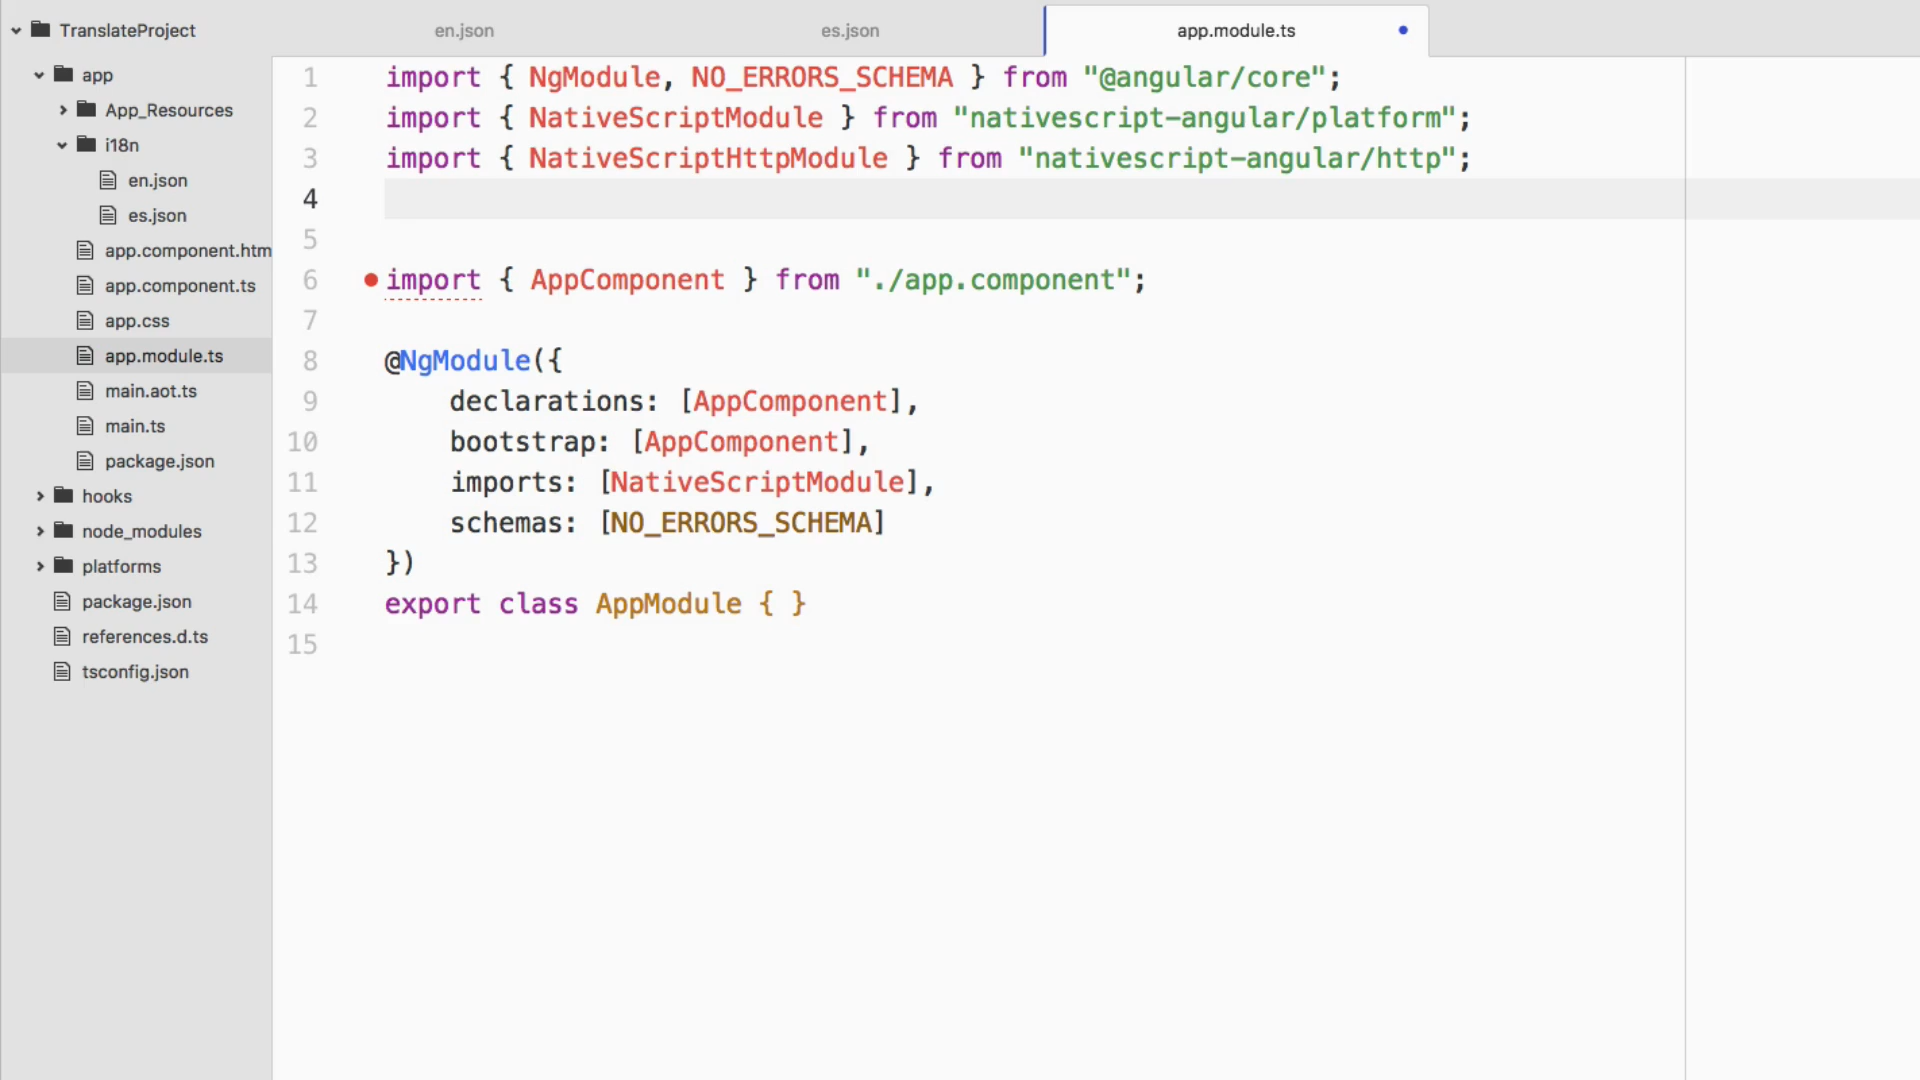 TranslateProject
app
App_Resources
i18n
en.json
es.json
app.component.htm
app.component.ts
app.css
app.module.ts
main.aot.ts
main.ts
package.json
hooks
node_modules
platforms
package.json
references.d.ts
tsconfig.json
en.json
es.json
app.module.ts
1 import { NgModule, NO_ERRORS_SCHEMA } from "@angular/core";
2 import { NativeScriptModule } from "nativescript-angular/platform";
3 import { NativeScriptHttpModule } from "nativescript-angular/http";
4
5
6 import { AppComponent } from "./app.component";
7
8 @NgModule({
9 declarations: [AppComponent],
10 bootstrap: [AppComponent],
11 imports: [NativeScriptModule],
12 schemas: [NO_ERRORS_SCHEMA]
13 })
14 export class AppModule { }
15